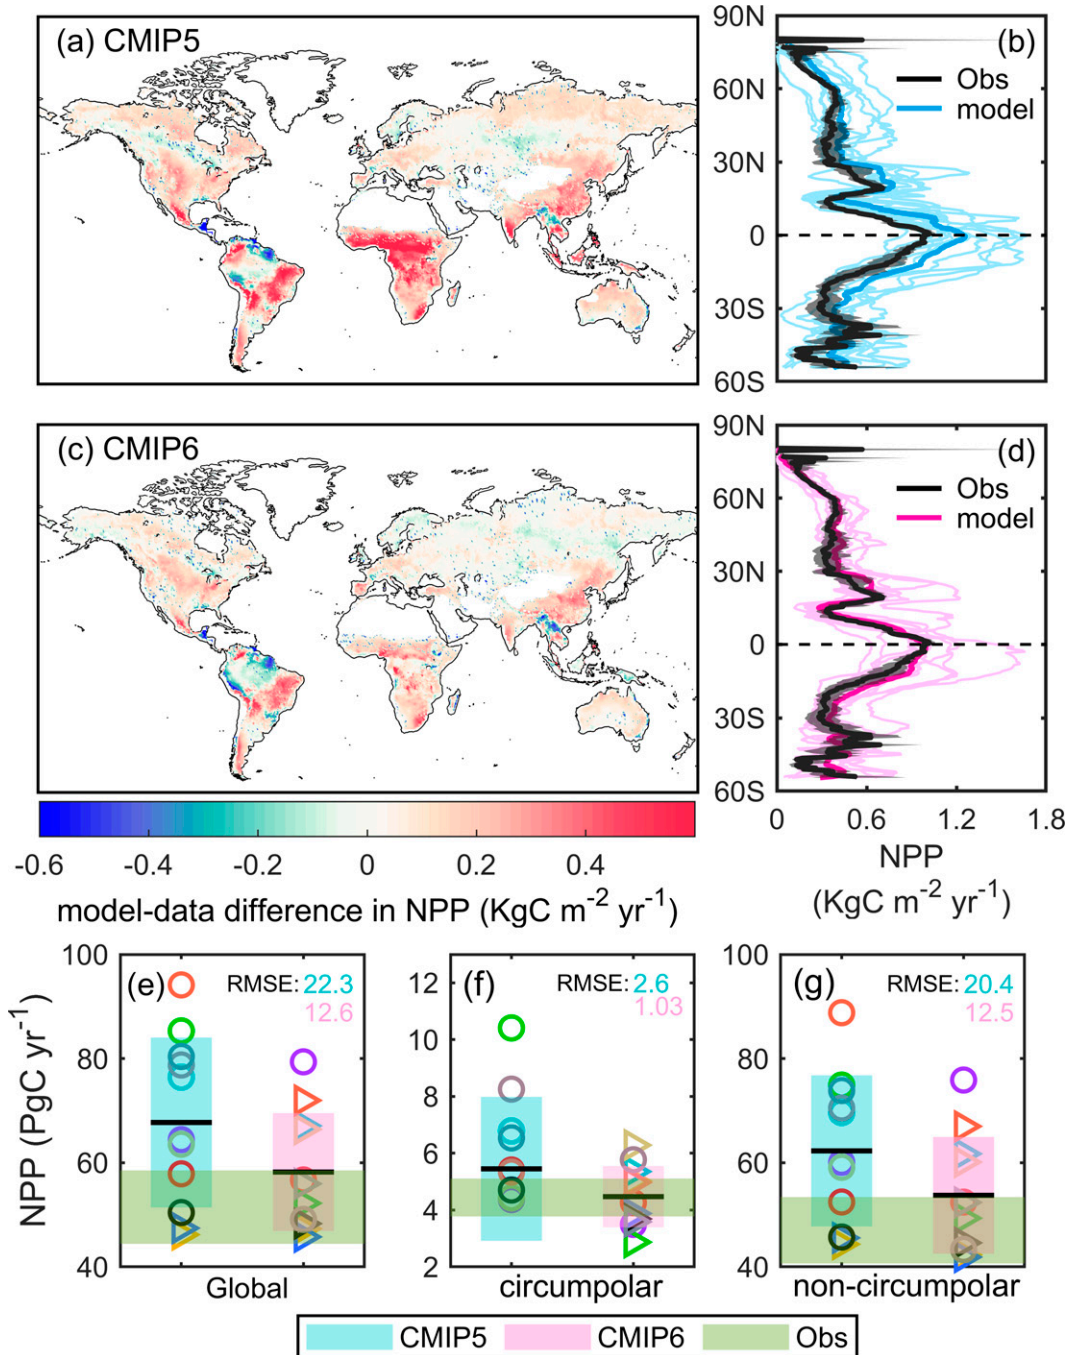 (a) CMIP5
90N
(b)
Obs
model
60N
30N
0
30S
60S
(c) CMIP6
90N
(d)
Obs
model
60N
30N
0
30S
60S
0 0.6 1.2 1.8
NPP
(KgC m⁻² yr⁻¹)
-0.6 -0.4 -0.2 0 0.2 0.4
model-data difference in NPP (KgC m⁻² yr⁻¹)
NPP (PgC yr⁻¹)
100
80
60
40
(e) RMSE: 22.3
12.6
Global
12
10
8
6
4
2
(f) RMSE: 2.6
1.03
circumpolar
100
80
60
40
(g) RMSE: 20.4
12.5
non-circumpolar
CMIP5 CMIP6 Obs